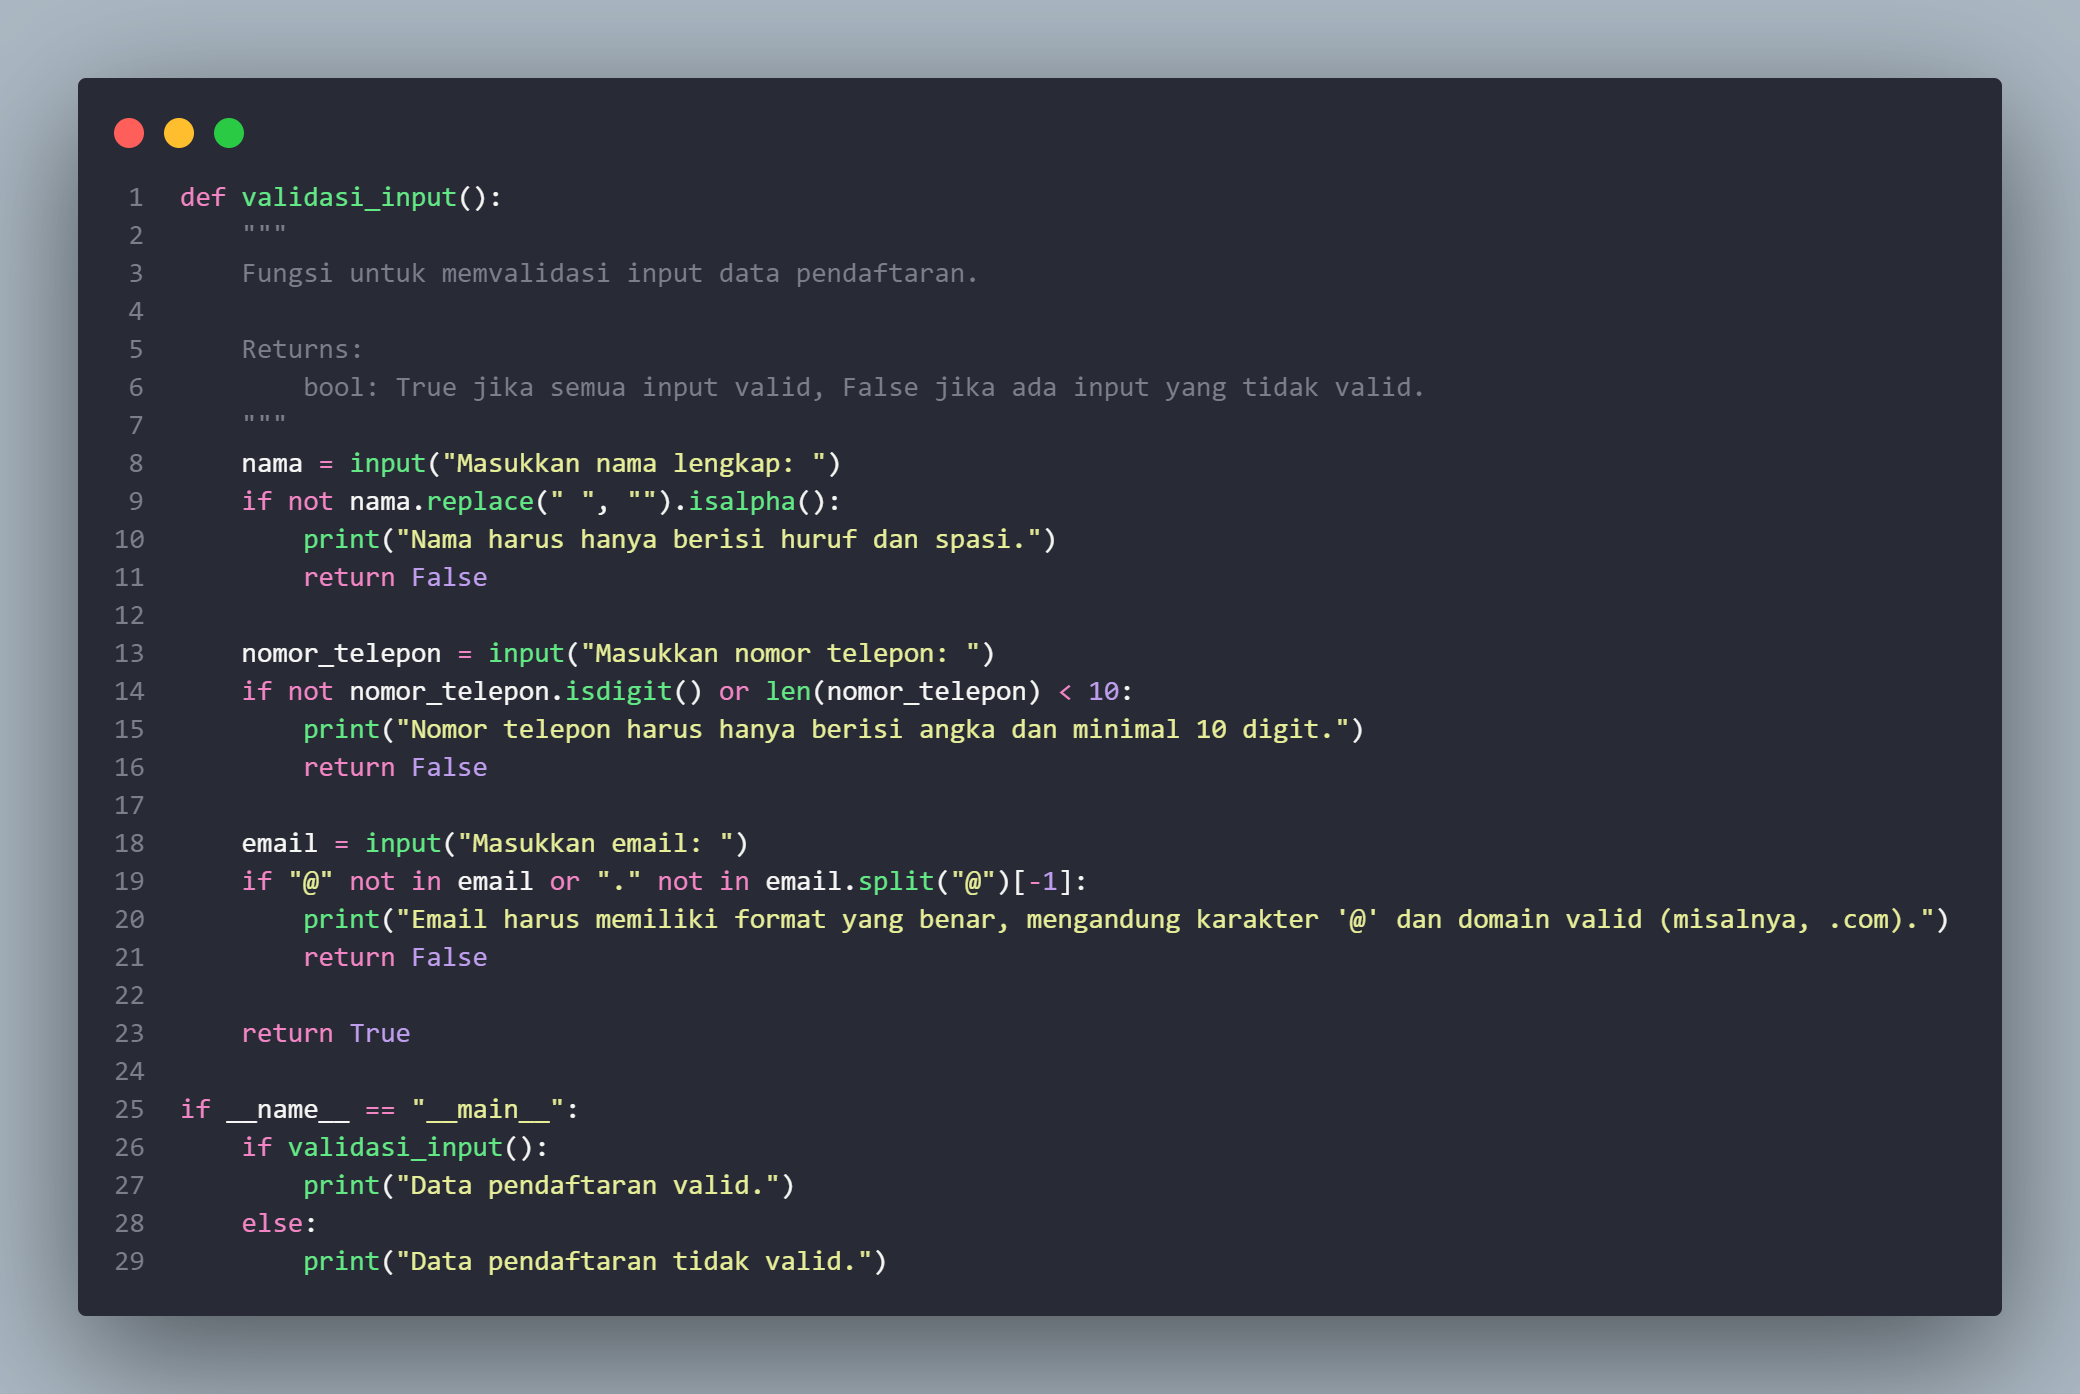 1 def validasi_input():
2     """
3     Fungsi untuk memvalidasi input data pendaftaran.
4
5     Returns:
6         bool: True jika semua input valid, False jika ada input yang tidak valid.
7     """
8     nama = input("Masukkan nama lengkap: ")
9     if not nama.replace(" ", "").isalpha():
10         print("Nama harus hanya berisi huruf dan spasi.")
11         return False
12
13     nomor_telepon = input("Masukkan nomor telepon: ")
14     if not nomor_telepon.isdigit() or len(nomor_telepon) < 10:
15         print("Nomor telepon harus hanya berisi angka dan minimal 10 digit.")
16         return False
17
18     email = input("Masukkan email: ")
19     if "@" not in email or "." not in email.split("@")[-1]:
20         print("Email harus memiliki format yang benar, mengandung karakter '@' dan domain valid (misalnya, .com).")
21         return False
22
23     return True
24
25 if __name__ == "__main__":
26     if validasi_input():
27         print("Data pendaftaran valid.")
28     else:
29         print("Data pendaftaran tidak valid.")